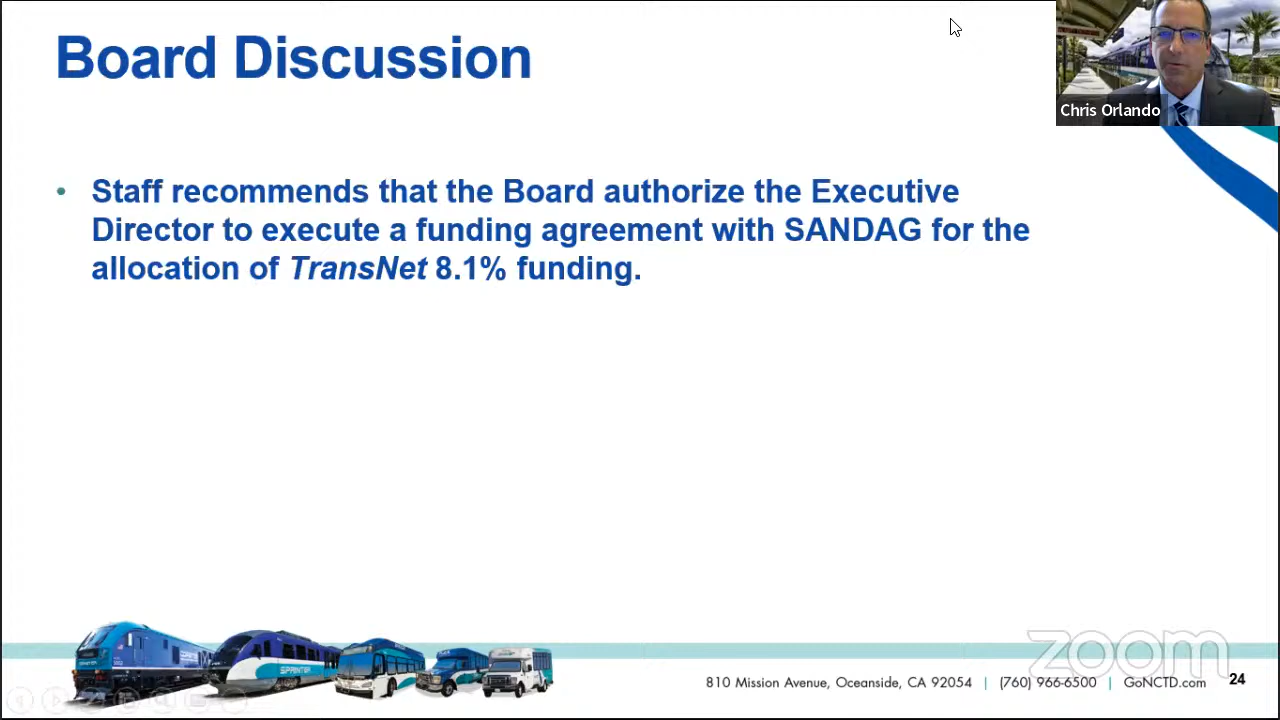 Board Discussion
Chris Orlando
• Staff recommends that the Board authorize the Executive
Director to execute a funding agreement with SANDAG for the
allocation of TransNet 8.1% funding.
SPRINTER
zoom
810 Mission Avenue, Oceanside, CA 92054 | (760) 966-6500 | GoNCTD.com
24